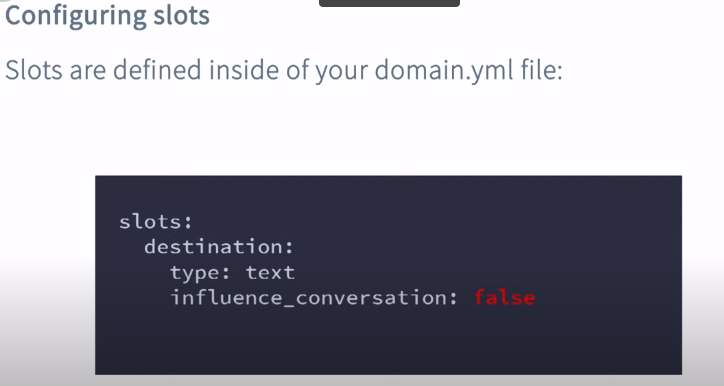 Configuring slots
Slots are defined inside of your domain.yml file:
slots:
  destination:
    type: text
    influence_conversation: false